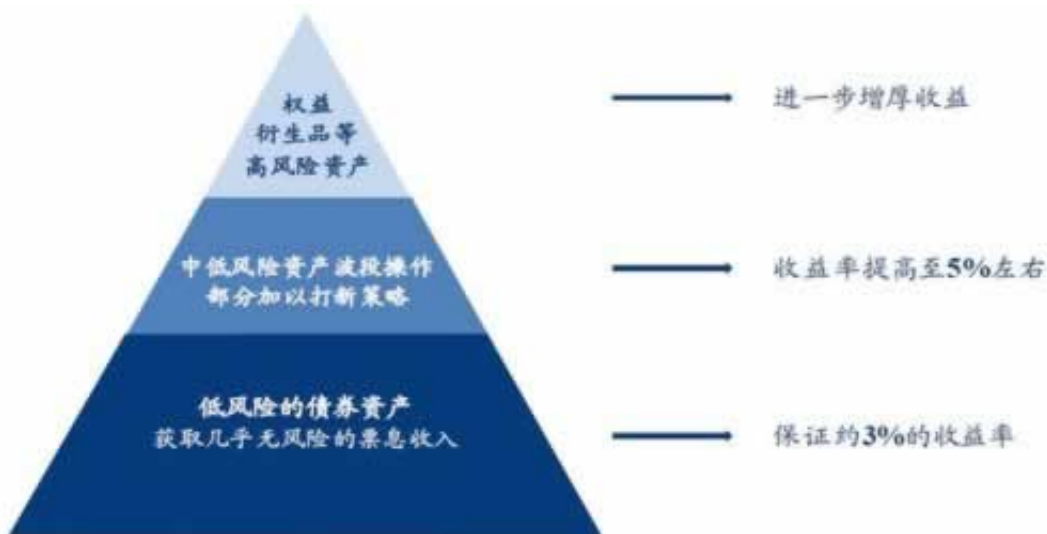 权益
衍生品等
高风险资产
进一步增厚收益
中低风险资产波段操作
部分加以打新策略
收益率提高至5%左右
低风险的债券资产
获取几乎无风险的票息收入
保证约3%的收益率